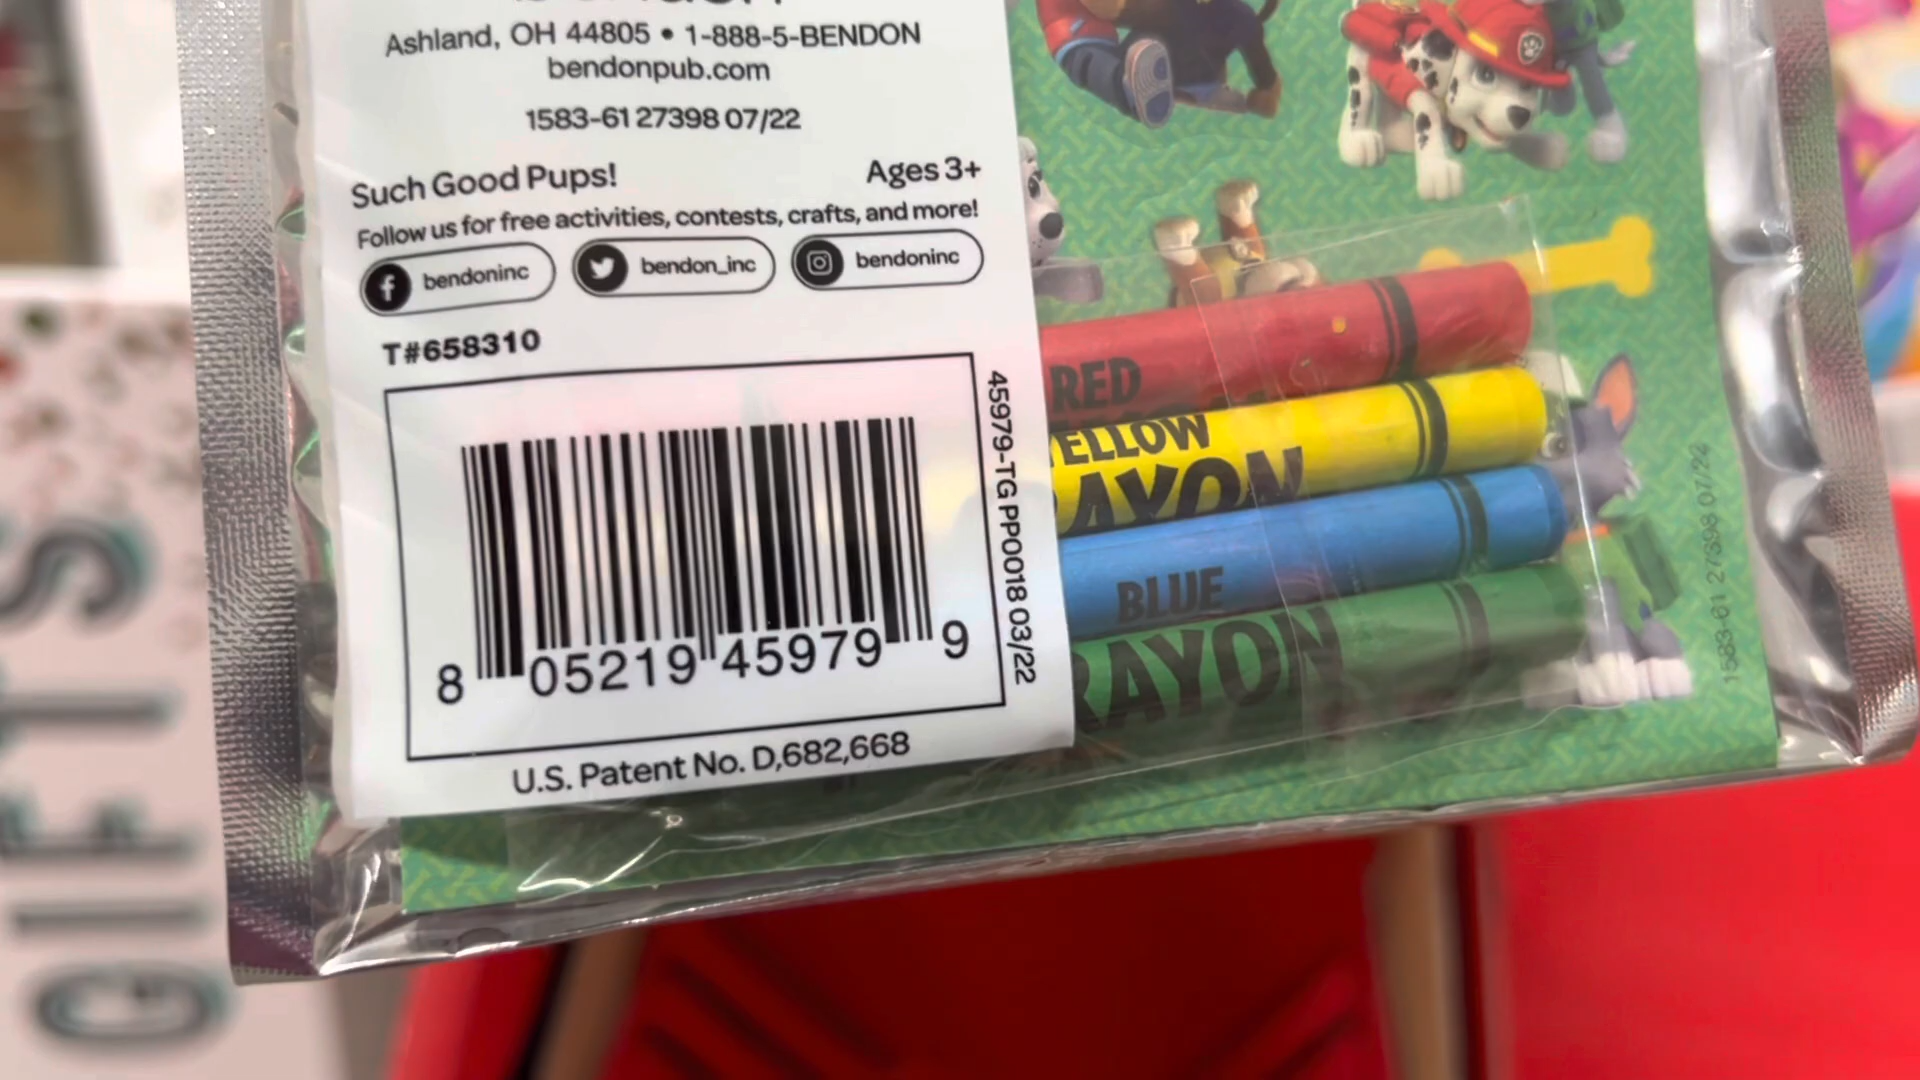 Ashland, OH 44805 • 1-888-5-BENDON
bendonpub.com
1583-61 27398 07/22
Such Good Pups!
Ages 3+
Follow us for free activities, contests, crafts, and more!
bendoninc
bendon_inc
bendoninc
T#658310
8 05219 45979 9
45979-TG PP0018 03/22
U.S. Patent No. D,682,668
RED
YELLOW
RAYON
BLUE
RAYON
1583-61 27398 07/22
GIFTS